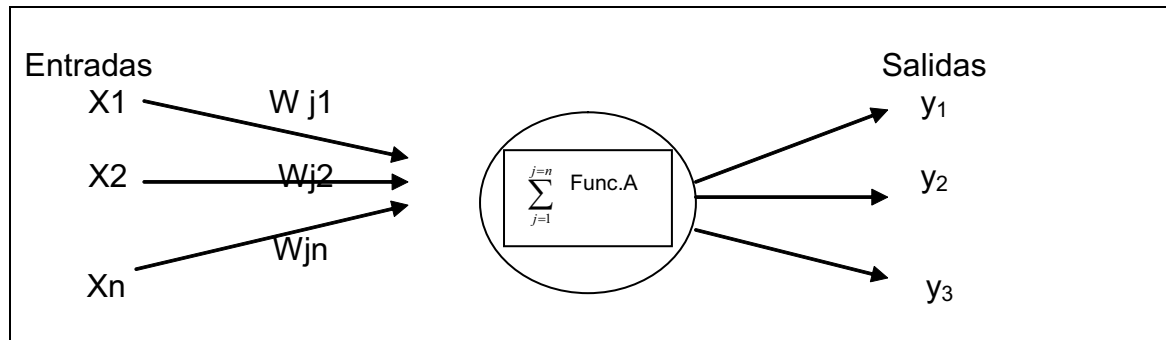 Entradas
Salidas
X1
W j1
y₁
X2
Wj2
j=n
∑ Func.A
j=1
y₂
Wjn
Xn
y₃